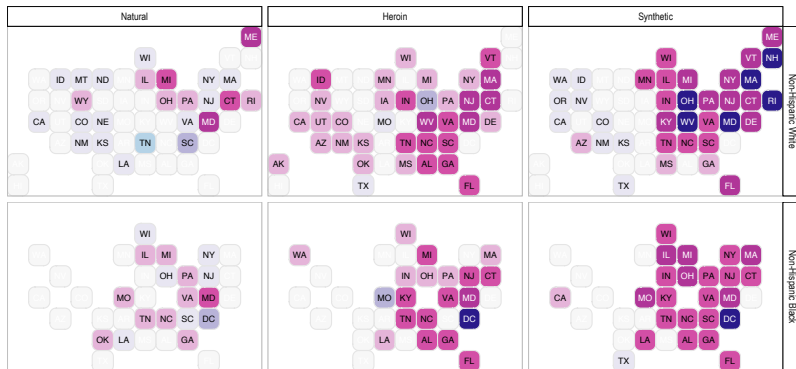 Natural Heroin Synthetic
ME
WI
ID MT ND IL MI NY MA
WY OH PA NJ CT RI
CA CO NE VA MD
NM KS TN SC
LA
WI VT
ID MN MI NY MA
NV IA IN OH PA NJ CT
CA UT CO MO WV VA MD DE
AZ NM KS TN NC SC
AK OK MS AL GA
TX FL
ME
WI VT NH
WA ID MN IL MI NY MA
OR NV IN OH PA NJ CT RI
CA CO KY WV VA MD DE
AZ NM KS TN NC SC
MS GA
TX FL
Non-Hispanic White
WI
IL MI NY
OH PA NJ
MO VA MD
TN NC SC DC
OK LA GA
WI
WA MI MA
IN OH PA NJ CT
MO KY VA MD
TN NC DC
LA AL GA
FL
WI
IL MI NY MA
IN OH PA NJ CT
CA MO KY VA MD
TN NC SC DC
LA AL GA
TX FL
Non-Hispanic Black